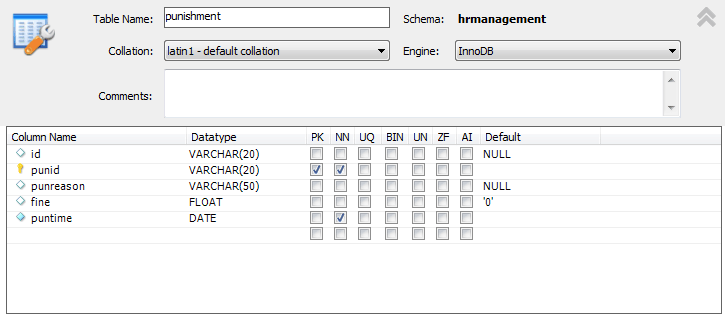 Table Name: punishment Schema: hrmanagement
Collation: latin1 - default collation Engine: InnoDB
Comments:
Column Name Datatype PK NN UQ BIN UN ZF AI Default
id VARCHAR(20) NULL
punid VARCHAR(20)
punreason VARCHAR(50) NULL
fine FLOAT '0'
puntime DATE